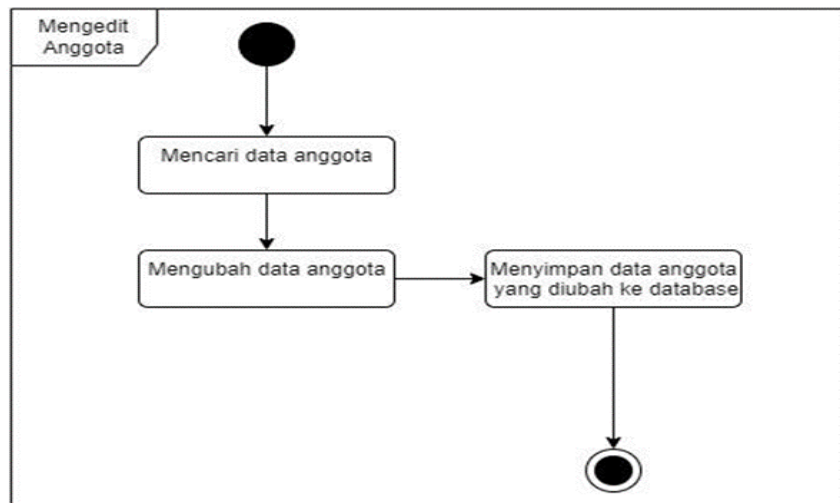 Mengedit
Anggota
Mencari data anggota
Mengubah data anggota
Menyimpan data anggota
yang diubah ke database